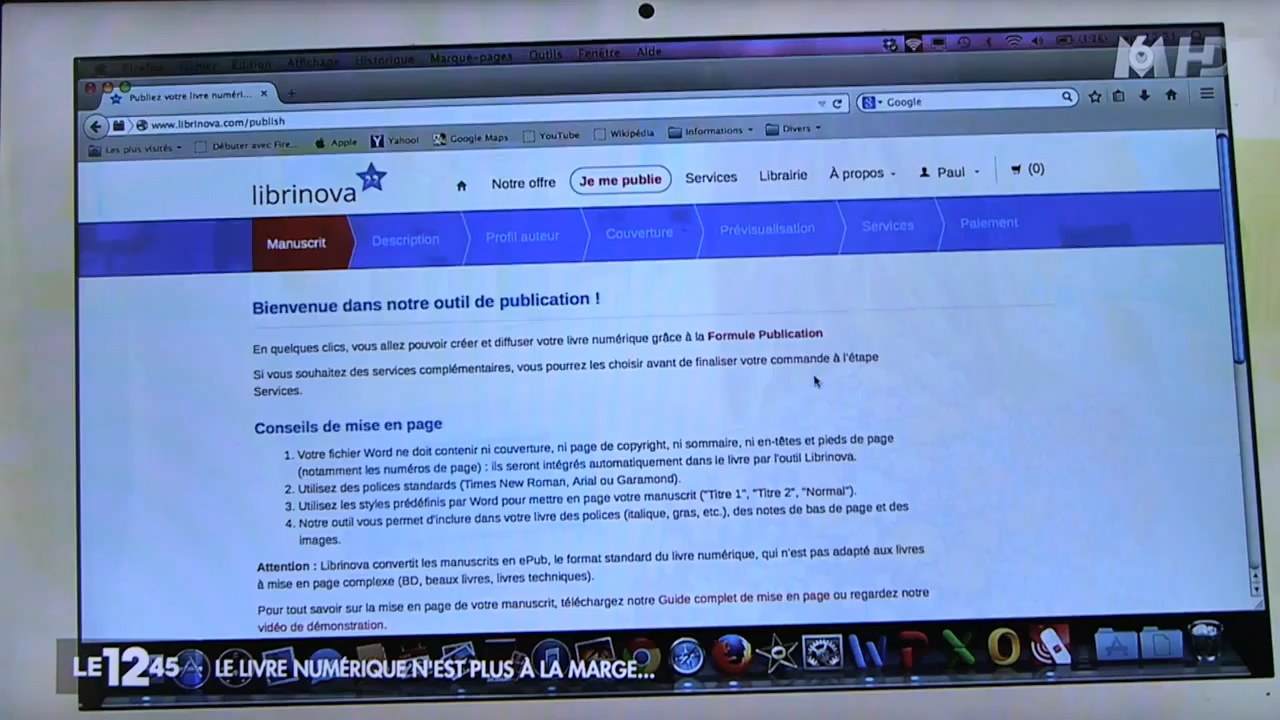 Firefox Fichier Edition Affichage Historique Marque-pages Outils Fenêtre Aide
M6 HD
Publiez votre livre numéri... × +
www.librinova.com/publish
Google
Les plus visités Débuter avec Fire... Apple Yahoo! Google Maps YouTube Wikipédia Informations Divers
librinova Notre offre Je me publie Services Librairie À propos Paul (0)
Manuscrit Description Profil auteur Couverture Prévisualisation Services Paiement
Bienvenue dans notre outil de publication !
En quelques clics, vous allez pouvoir créer et diffuser votre livre numérique grâce à la Formule Publication
Si vous souhaitez des services complémentaires, vous pourrez les choisir avant de finaliser votre commande à l'étape
Services.
Conseils de mise en page
1. Votre fichier Word ne doit contenir ni couverture, ni page de copyright, ni sommaire, ni en-têtes et pieds de page
(notamment les numéros de page) : ils seront intégrés automatiquement dans le livre par l'outil Librinova.
2. Utilisez des polices standards (Times New Roman, Arial ou Garamond).
3. Utilisez les styles prédéfinis par Word pour mettre en page votre manuscrit ("Titre 1", "Titre 2", "Normal").
4. Notre outil vous permet d'inclure dans votre livre des polices (italique, gras, etc.), des notes de bas de page et des
images.
Attention : Librinova convertit les manuscrits en ePub, le format standard du livre numérique, qui n'est pas adapté aux livres
à mise en page complexe (BD, beaux livres, livres techniques).
Pour tout savoir sur la mise en page de votre manuscrit, téléchargez notre Guide complet de mise en page ou regardez notre
vidéo de démonstration.
LE 12 45 LE LIVRE NUMÉRIQUE N'EST PLUS À LA MARGE...